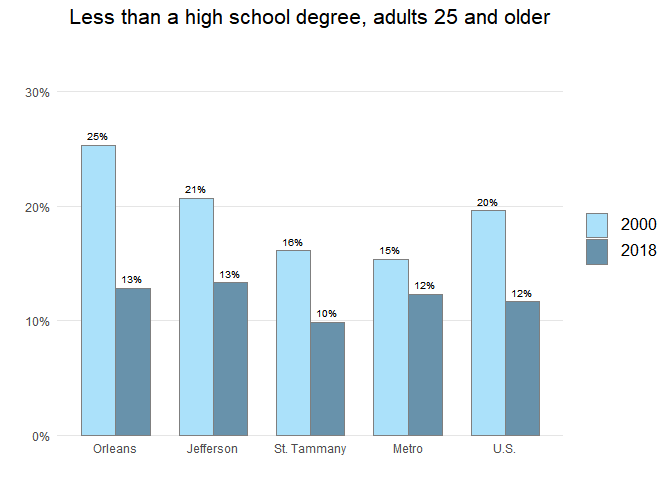 Less than a high school degree, adults 25 and older
30%
20%
10%
0%
25%
13%
21%
13%
16%
10%
15%
12%
20%
12%
Orleans
Jefferson
St. Tammany
Metro
U.S.
2000
2018